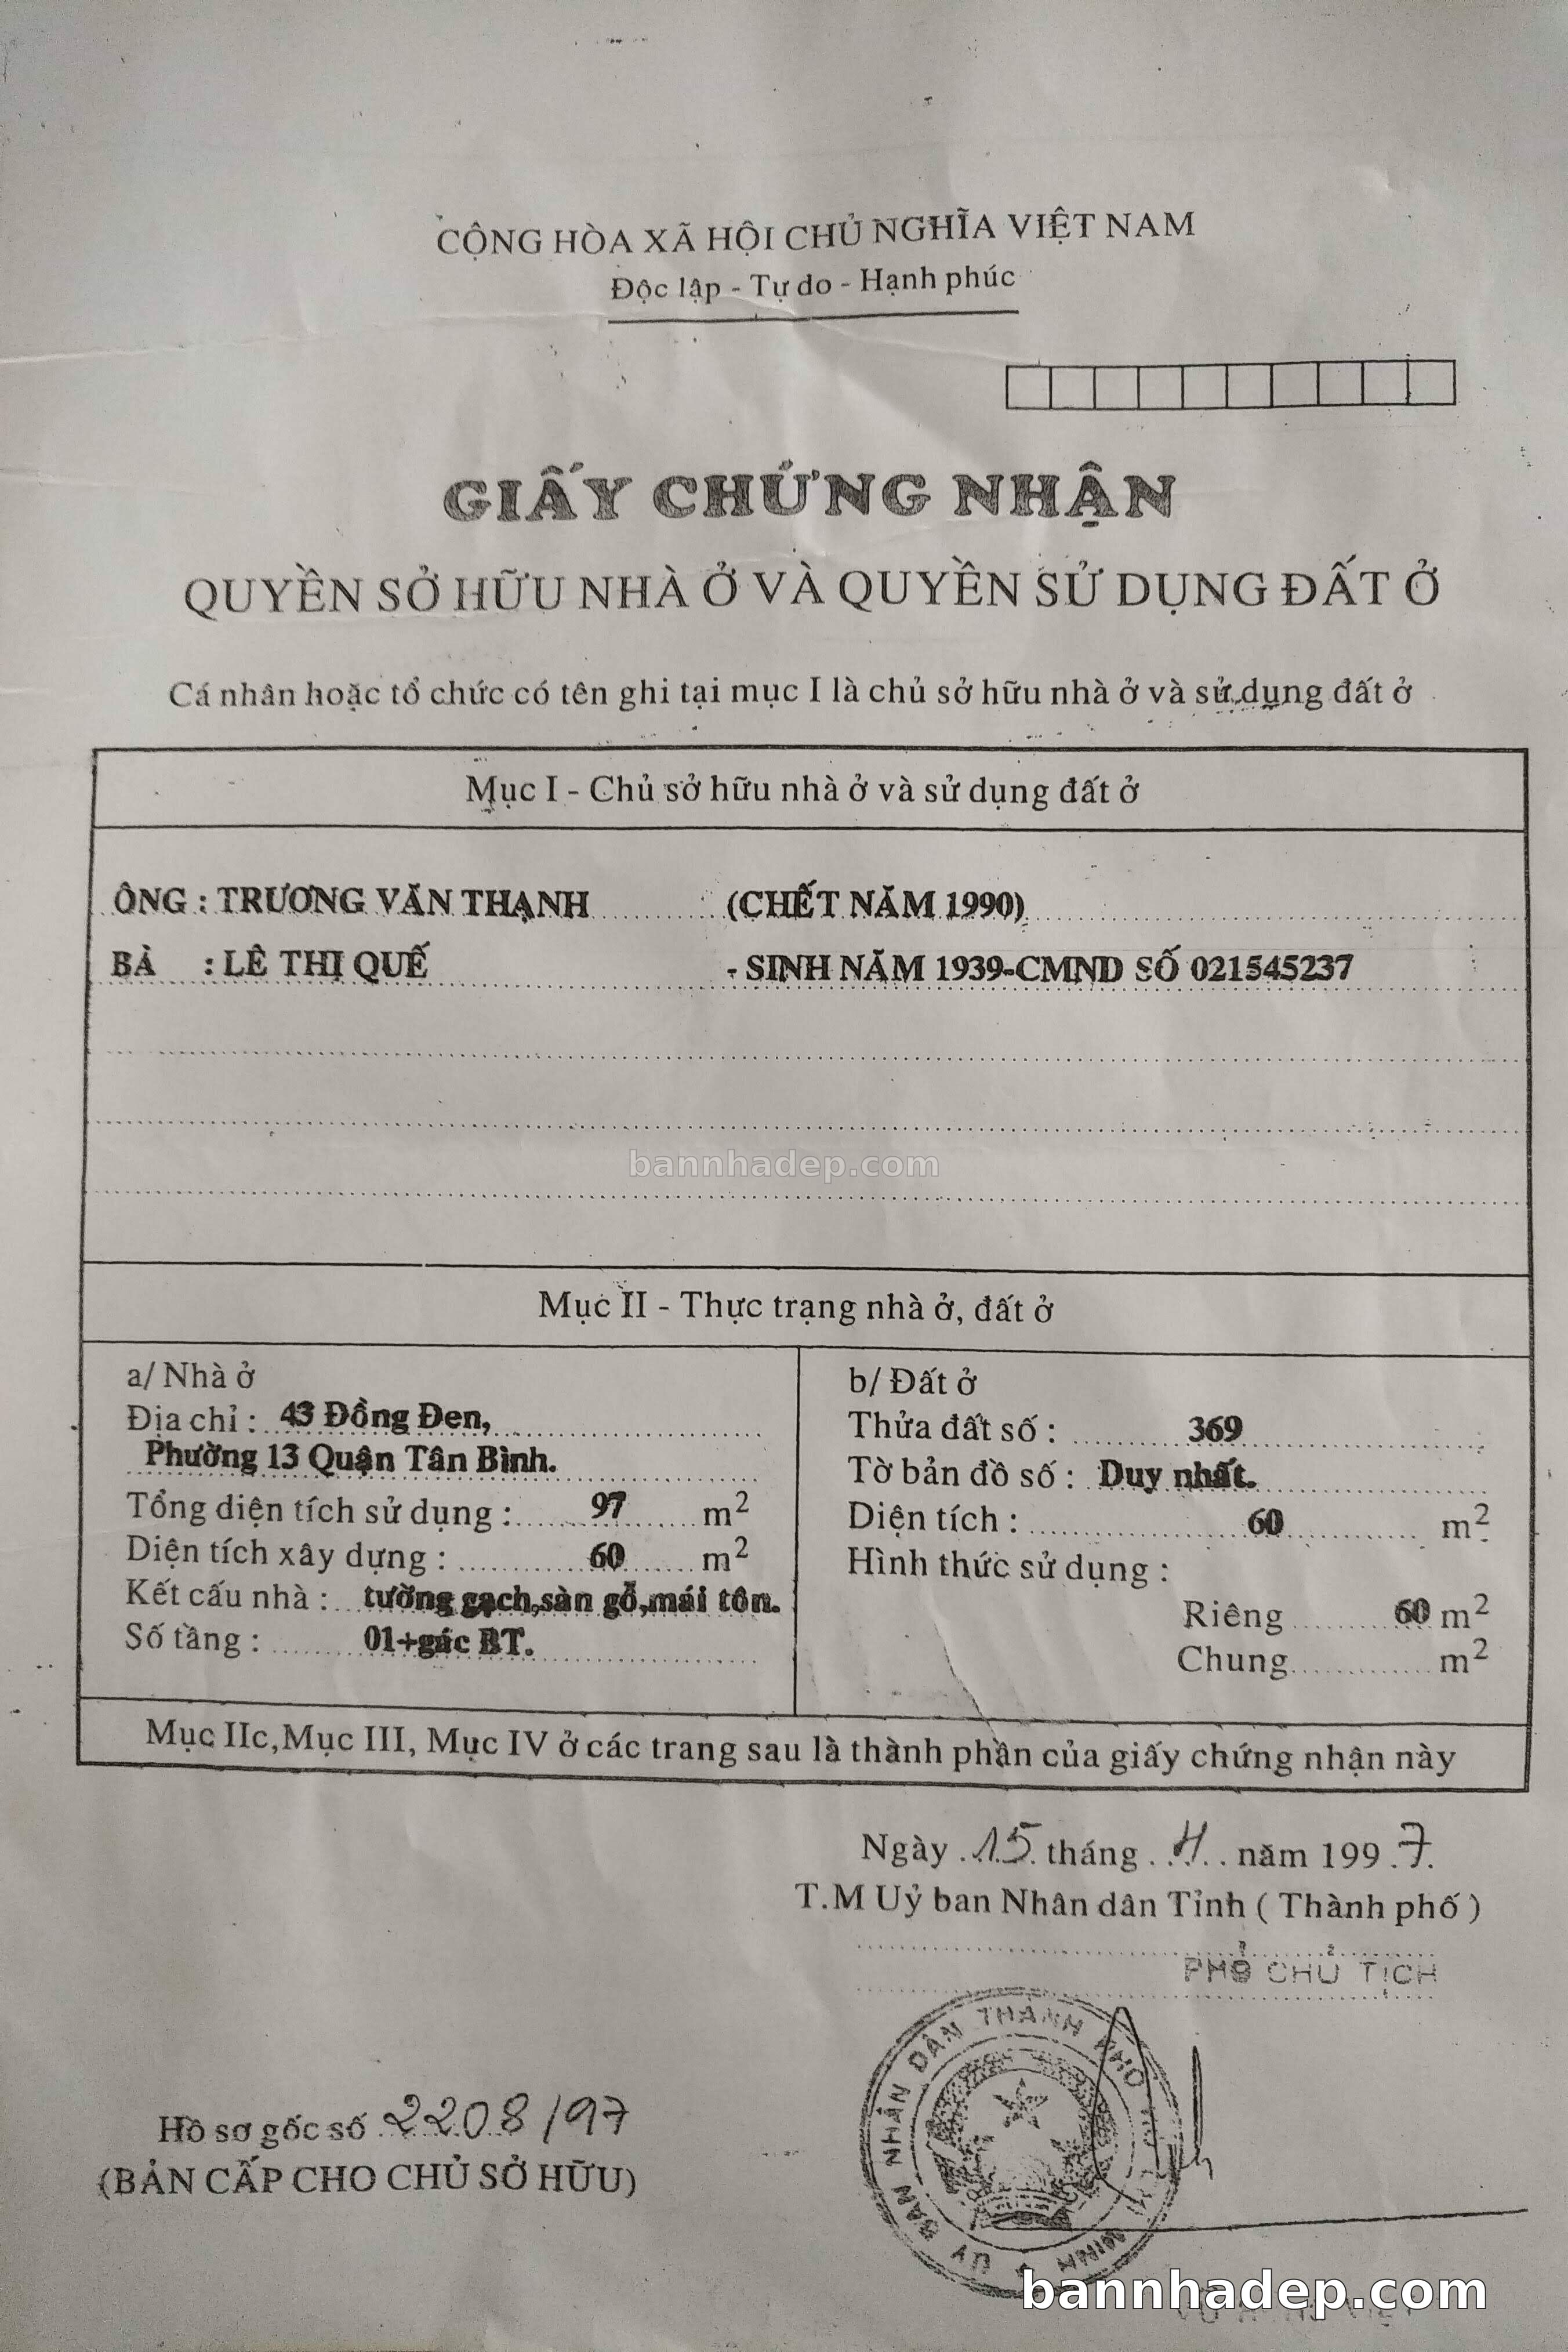 CỘNG HÒA XÃ HỘI CHỦ NGHĨA VIỆT NAM
Độc lập - Tự do - Hạnh phúc
GIẤY CHỨNG NHẬN
QUYỀN SỞ HỮU NHÀ Ở VÀ QUYỀN SỬ DỤNG ĐẤT Ở
Cá nhân hoặc tổ chức có tên ghi tại mục I là chủ sở hữu nhà ở và sử dụng đất ở
Mục I - Chủ sở hữu nhà ở và sử dụng đất ở
ÔNG : TRƯƠNG VĂN THẠNH (CHẾT NĂM 1990)
BÀ : LÊ THỊ QUẾ - SINH NĂM 1939-CMND SỐ 021545237
bannhadep.com
Mục II - Thực trạng nhà ở, đất ở
a/ Nhà ở
Địa chỉ : 43 Đồng Đen,
Phường 13 Quận Tân Bình.
Tổng diện tích sử dụng : 97 m2
Diện tích xây dựng : 60 m2
Kết cấu nhà : tường gạch,sàn gỗ,mái tôn.
Số tầng : 01+gác BT.
b/ Đất ở
Thửa đất số : 369
Tờ bản đồ số : Duy nhất.
Diện tích : 60 m2
Hình thức sử dụng :
Riêng 60 m2
Chung m2
Mục IIc,Mục III, Mục IV ở các trang sau là thành phần của giấy chứng nhận này
Ngày 15 tháng 4 năm 1997
T.M Uỷ ban Nhân dân Tỉnh ( Thành phố )
PHÓ CHỦ TỊCH
ỦY BAN NHÂN DÂN THÀNH PHỐ MINH
Hồ sơ gốc số 2208/97
(BẢN CẤP CHO CHỦ SỞ HỮU)
bannhadep.com